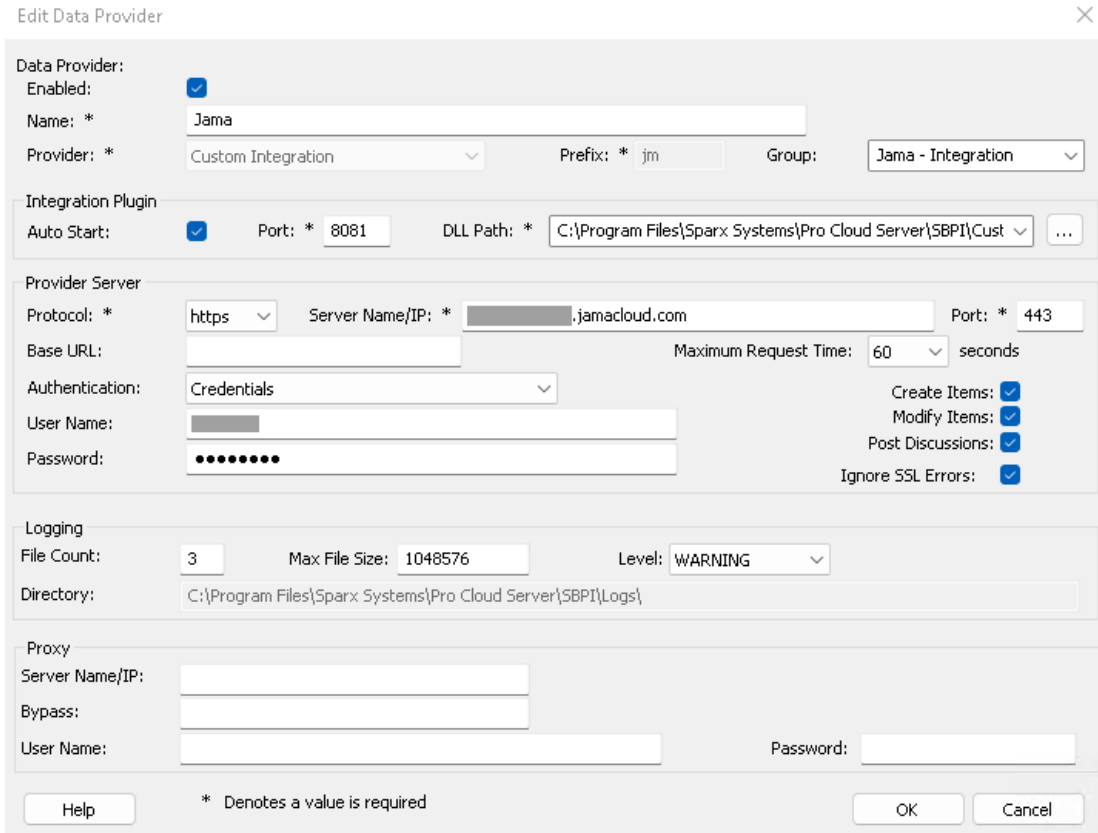 Edit Data Provider
Data Provider:
Enabled:
Name: * Jama
Provider: * Custom Integration Prefix: * jm Group: Jama - Integration
Integration Plugin
Auto Start: Port: * 8081 DLL Path: * C:\Program Files\Sparx Systems\Pro Cloud Server\SBPI\Cust ...
Provider Server
Protocol: * https Server Name/IP: * .jamacloud.com Port: * 443
Base URL: Maximum Request Time: 60 seconds
Authentication: Credentials Create Items:
User Name: Modify Items:
Post Discussions:
Password: ●●●●●●●●
Ignore SSL Errors:
Logging
File Count: 3 Max File Size: 1048576 Level: WARNING
Directory: C:\Program Files\Sparx Systems\Pro Cloud Server\SBPI\Logs\
Proxy
Server Name/IP:
Bypass:
User Name: Password:
Help * Denotes a value is required OK Cancel